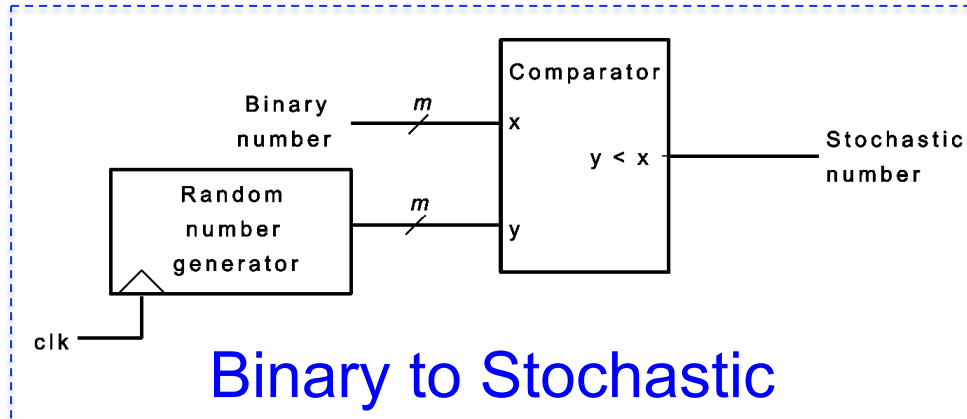 Comparator
Binary
number
m
x
y < x
Stochastic
number
Random
number
generator
m
y
clk
Binary to Stochastic